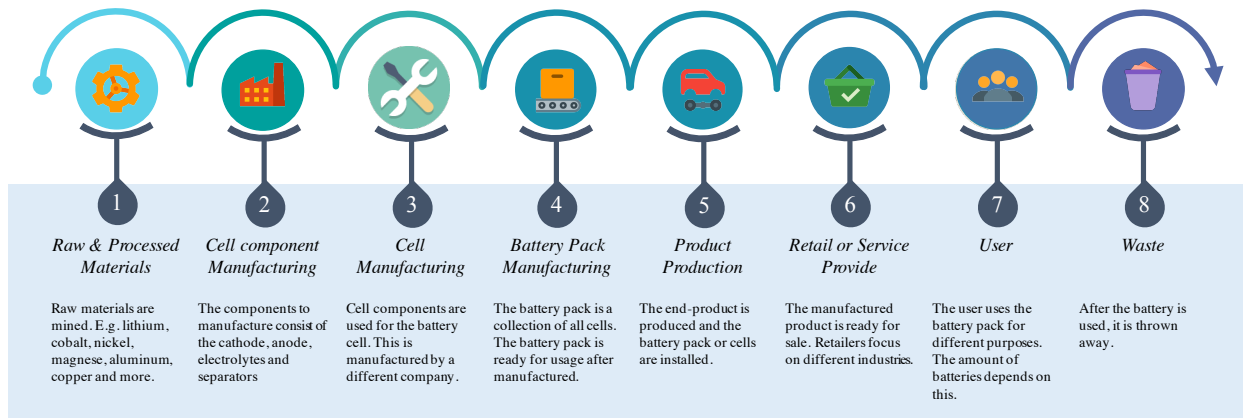 1
Raw & Processed
Materials
Raw materials are
mined. E.g. lithium,
cobalt, nickel,
magnese, aluminum,
copper and more.
2
Cell component
Manufacturing
The components to
manufacture consist of
the cathode, anode,
electrolytes and
separators
3
Cell
Manufacturing
Cell components are
used for the battery
cell. This is
manufactured by a
different company.
4
Battery Pack
Manufacturing
The battery pack is a
collection of all cells.
The battery pack is
ready for usage after
manufactured.
5
Product
Production
The end-product is
produced and the
battery pack or cells
are installed.
6
Retail or Service
Provide
The manufactured
product is ready for
sale. Retailers focus
on different industries.
7
User
The user uses the
battery pack for
different purposes.
The amount of
batteries depends on
this.
8
Waste
After the battery is
used, it is thrown
away.